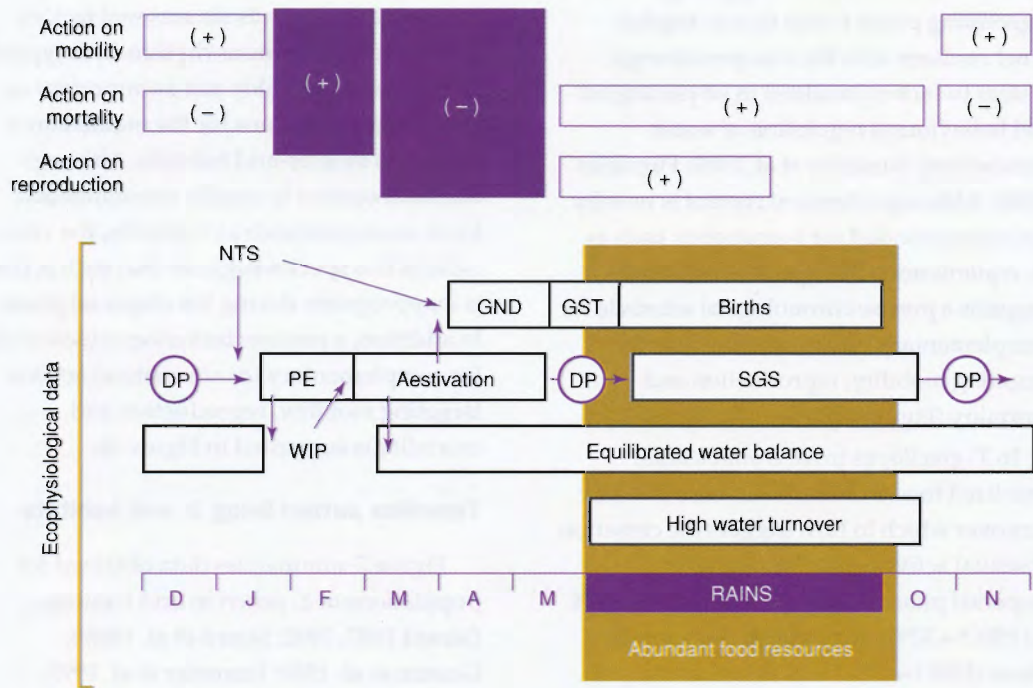 Action on
mobility
(+)
(+)
(+)
Action on
mortality
(–)
(–)
(+)
(–)
Action on
reproduction
(+)
Ecophysiological data
NTS
GND
GST
Births
DP
PE
Aestivation
DP
SGS
DP
WIP
Equilibrated water balance
High water turnover
D
J
F
M
A
M
RAINS
O
N
Abundant food resources